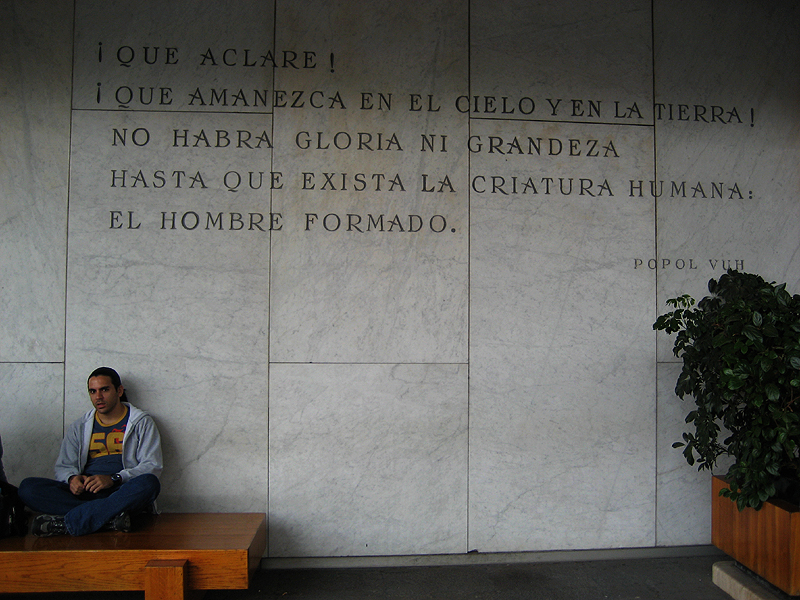 ¡QUE ACLARE!
¡QUE AMANEZCA EN EL CIELO Y EN LA TIERRA!
NO HABRA GLORIA NI GRANDEZA
HASTA QUE EXISTA LA CRIATURA HUMANA:
EL HOMBRE FORMADO.
POPOL VUH
56